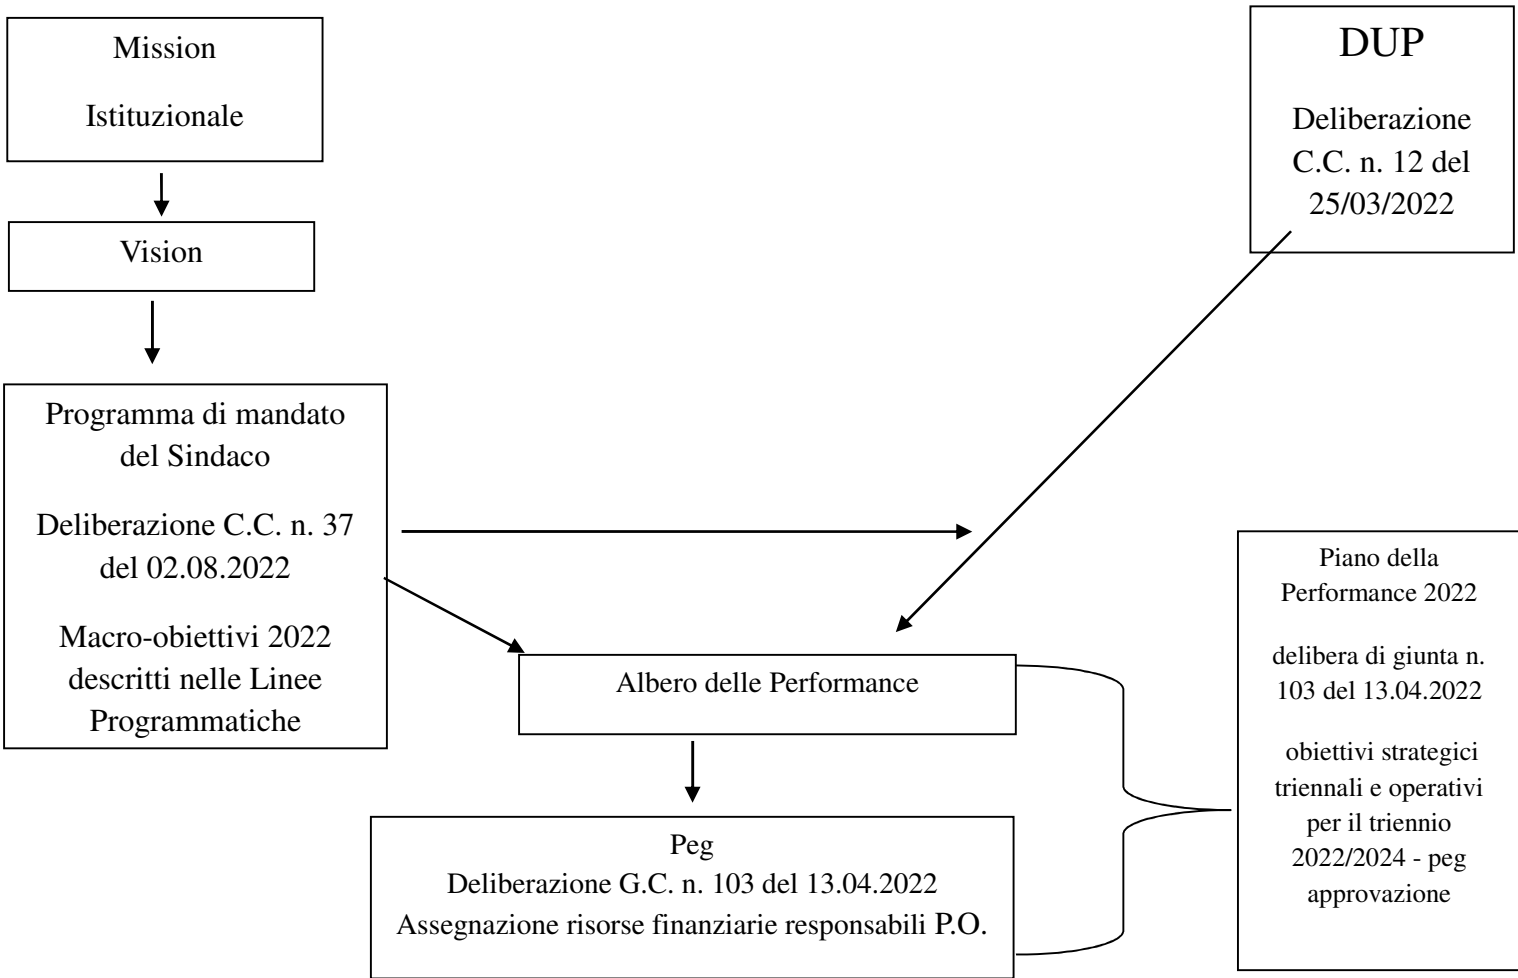 Mission
Istituzionale
DUP
Deliberazione
C.C. n. 12 del
25/03/2022
Vision
Programma di mandato
del Sindaco
Deliberazione C.C. n. 37
del 02.08.2022
Macro-obiettivi 2022
descritti nelle Linee
Programmatiche
Albero delle Performance
Peg
Deliberazione G.C. n. 103 del 13.04.2022
Assegnazione risorse finanziarie responsabili P.O.
Piano della
Performance 2022
delibera di giunta n.
103 del 13.04.2022
obiettivi strategici
triennali e operativi
per il triennio
2022/2024 - peg
approvazione